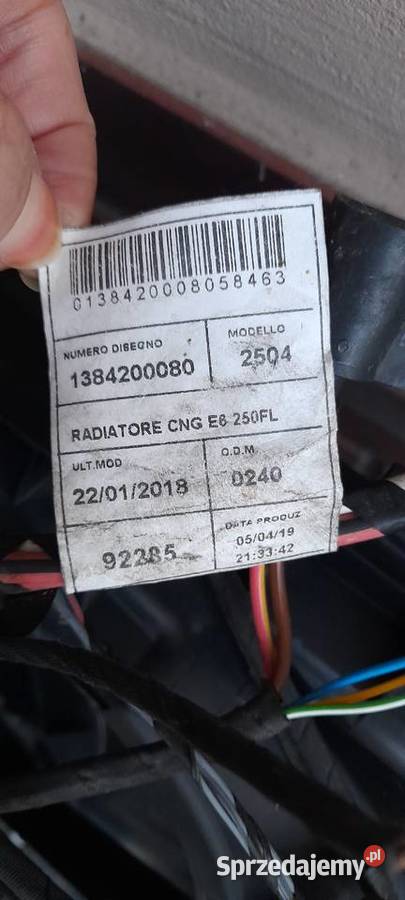 0138420008058463
NUMERO DISEGNO
1384200080
MODELLO
2504
RADIATORE CNG E6 250FL
ULT.MOD
22/01/2018
O.D.M
0240
92285
DATA PRODUZ
05/04/19
21:33:42
Sprzedajemy.pl